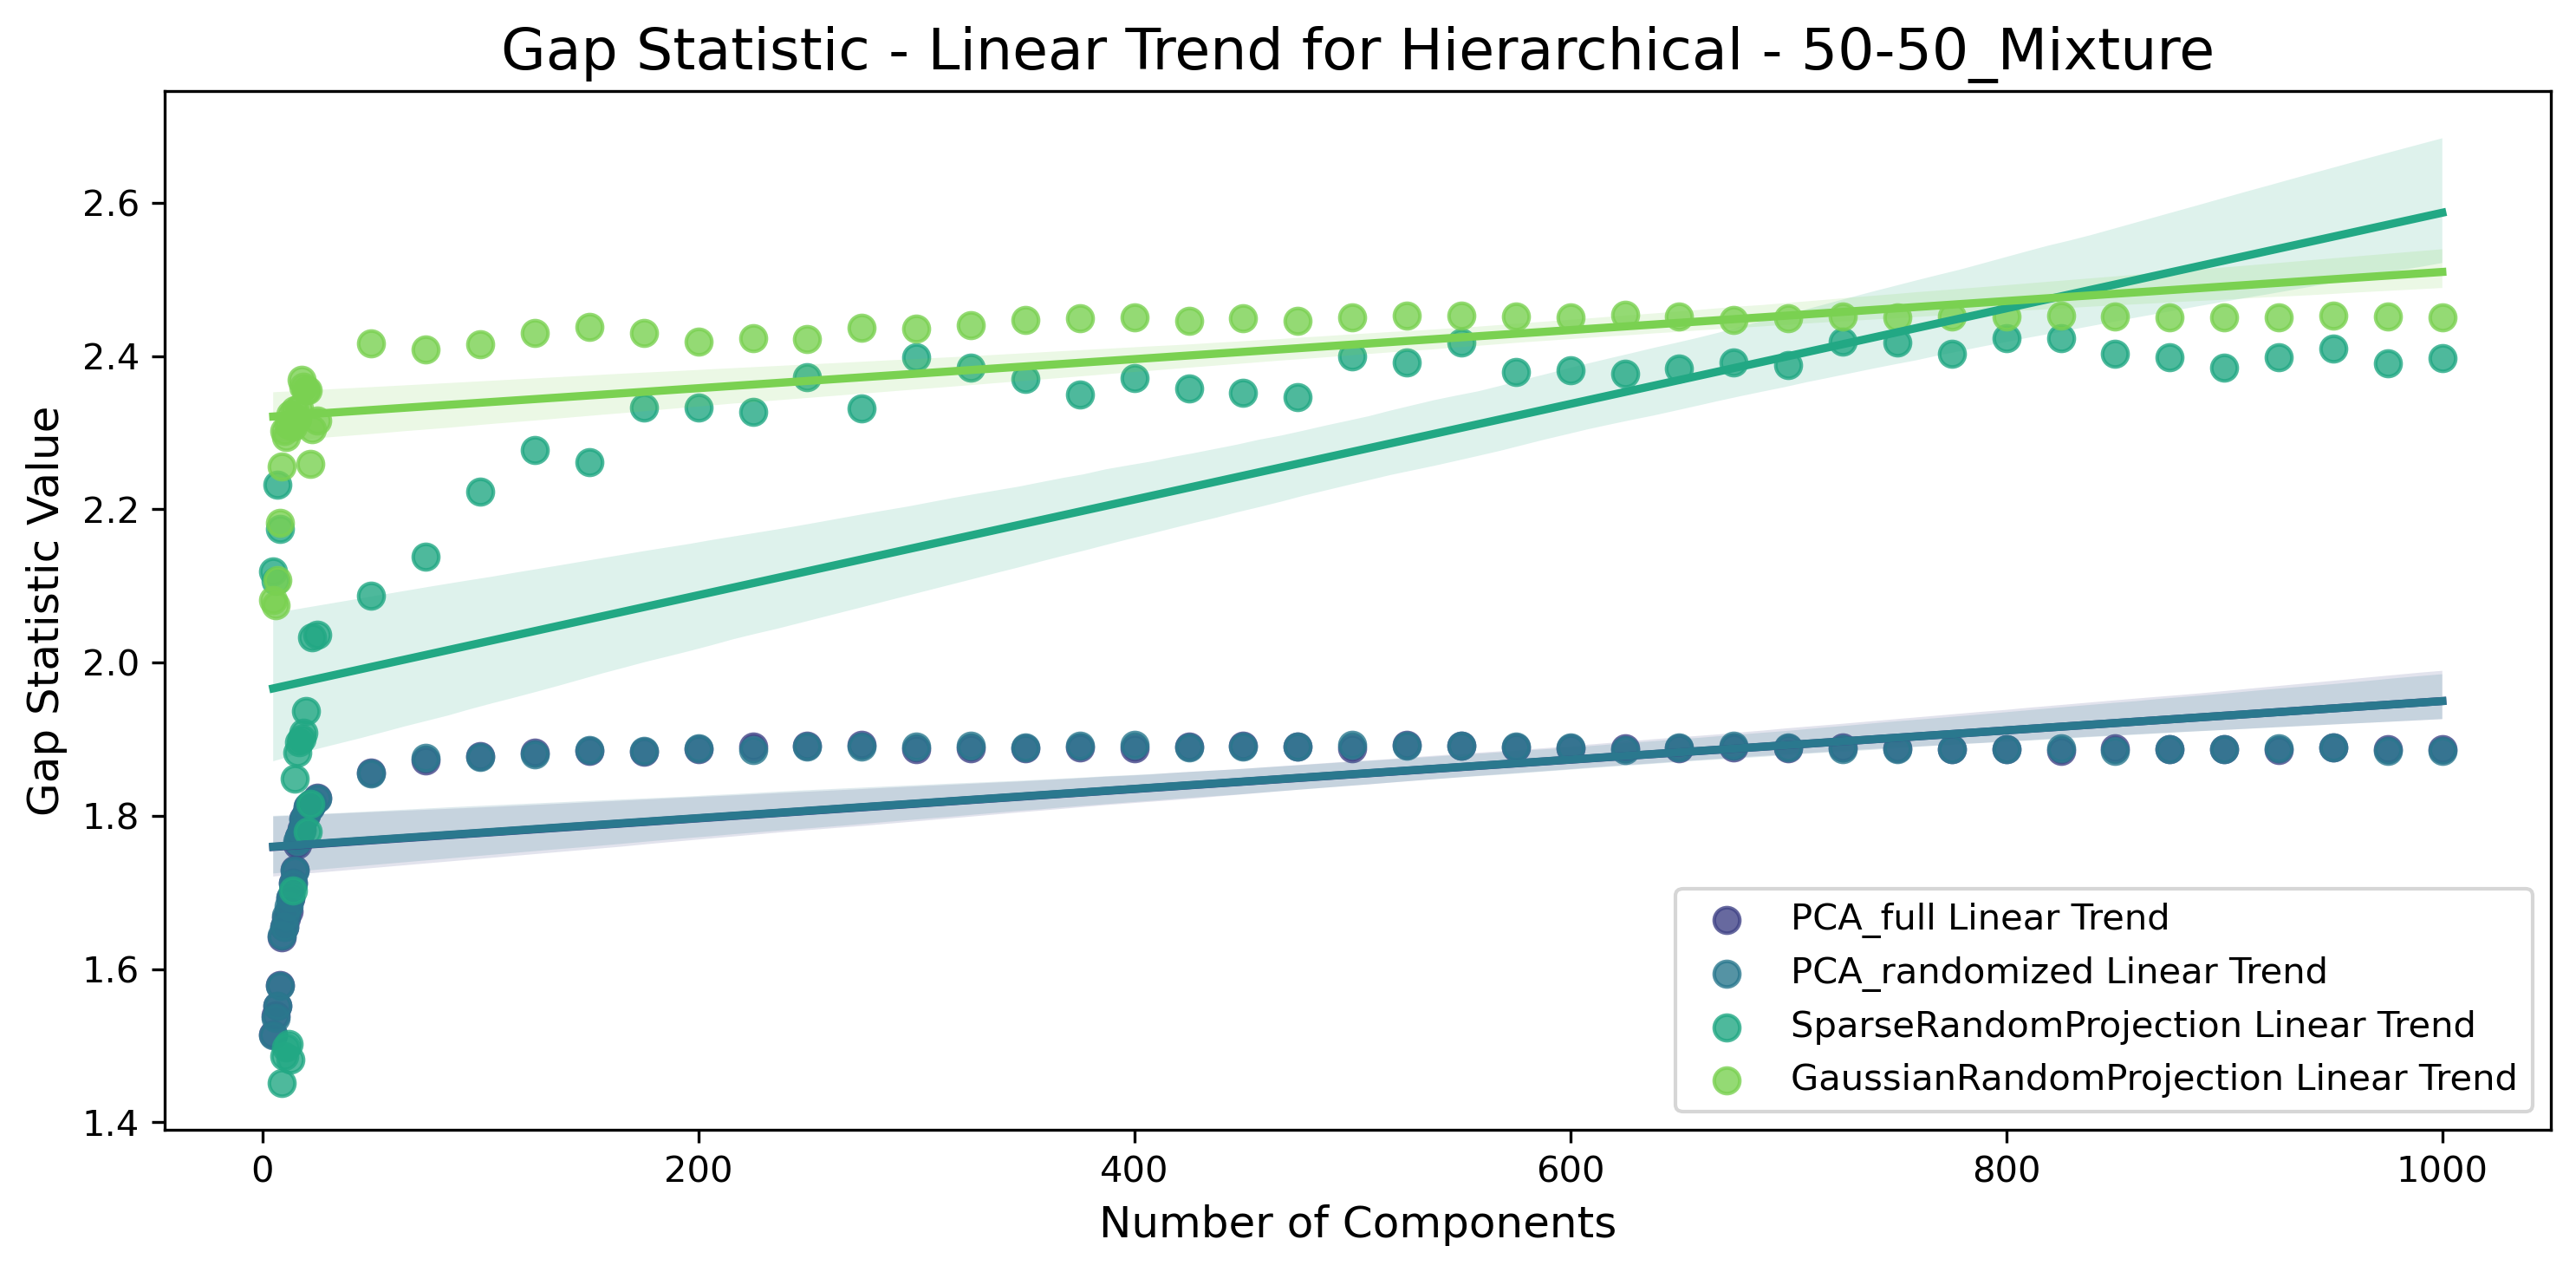 Gap Statistic - Linear Trend for Hierarchical - 50-50_Mixture
Gap Statistic Value
2.6
2.4
2.2
2.0
1.8
1.6
1.4
PCA_full Linear Trend
PCA_randomized Linear Trend
SparseRandomProjection Linear Trend
GaussianRandomProjection Linear Trend
0 200 400 600 800 1000
Number of Components